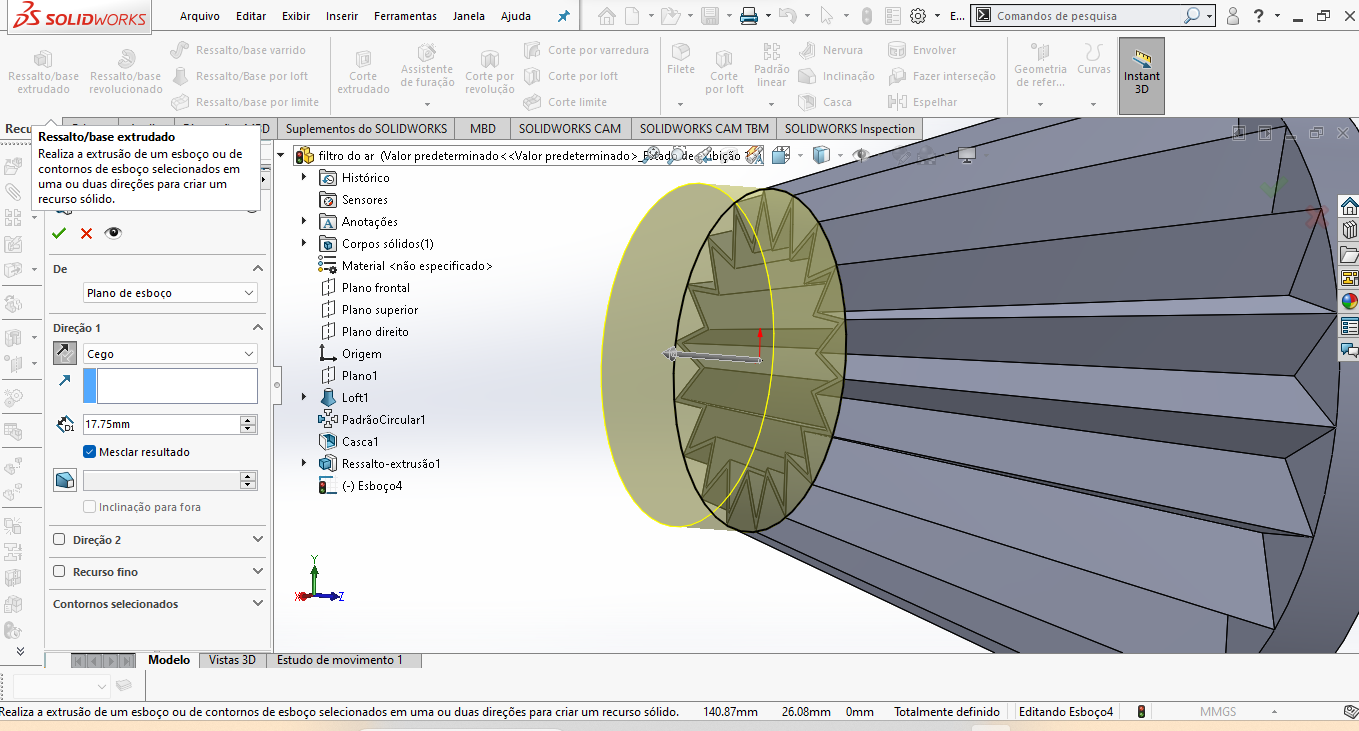 SOLIDWORKS
Arquivo Editar Exibir Inserir Ferramentas Janela Ajuda
E...
Comandos de pesquisa
?
Ressalto/base extrudado
Ressalto/base revolucionado
Ressalto/base varrido
Ressalto/Base por loft
Ressalto/base por limite
Corte extrudado
Assistente de furação
Corte por revolução
Corte por varredura
Corte por loft
Corte limite
Filete
Corte por loft
Padrão linear
Nervura
Inclinação
Casca
Envolver
Fazer interseção
Espelhar
Geometria de refer...
Curvas
Instant 3D
Suplementos do SOLIDWORKS
MBD
SOLIDWORKS CAM
SOLIDWORKS CAM TBM
SOLIDWORKS Inspection
Ressalto/base extrudado
Realiza a extrusão de um esboço ou de
contornos de esboço selecionados em
uma ou duas direções para criar um
recurso sólido.
De
Plano de esboço
Direção 1
Cego
D1
17.75mm
Mesclar resultado
Inclinação para fora
Direção 2
Recurso fino
Contornos selecionados
filtro do ar (Valor predeterminado<<Valor predeterminado>_Estado de exibição 1
Histórico
Sensores
Anotações
Corpos sólidos(1)
Material <não especificado>
Plano frontal
Plano superior
Plano direito
Origem
Plano1
Loft1
PadrãoCircular1
Casca1
Ressalto-extrusão1
(-) Esboço4
Y
X
Z
Modelo
Vistas 3D
Estudo de movimento 1
Realiza a extrusão de um esboço ou de contornos de esboço selecionados em uma ou duas direções para criar um recurso sólido.
140.87mm 26.08mm 0mm Totalmente definido Editando Esboço4 MMGS